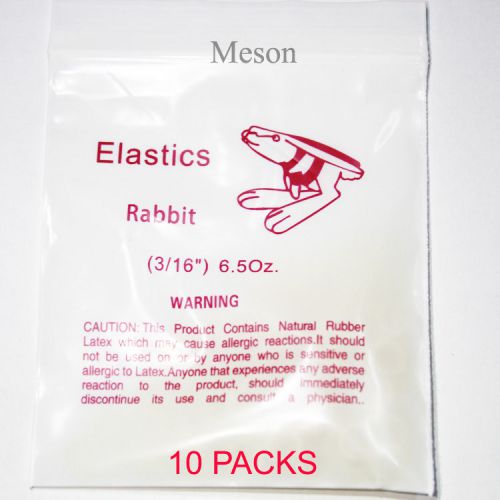 Meson
Elastics
Rabbit
(3/16") 6.5Oz.
WARNING
CAUTION: This Product Contains Natural Rubber
Latex which may cause allergic reactions.It should
not be used on or by anyone who is sensitive or
allergic to Latex.Anyone that experiences any adverse
reaction to the product, should immediately
discontinue its use and consult a physician..
10 PACKS